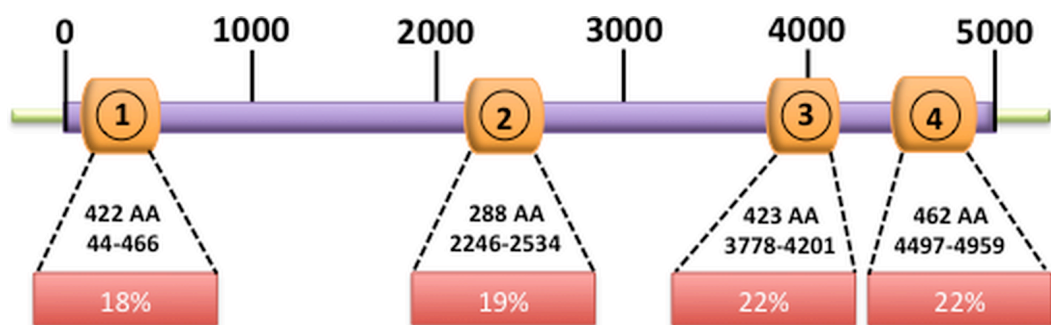 0 1000 2000 3000 4000 5000
1 2 3 4
422 AA 288 AA 423 AA 462 AA
44-466 2246-2534 3778-4201 4497-4959
18% 19% 22% 22%